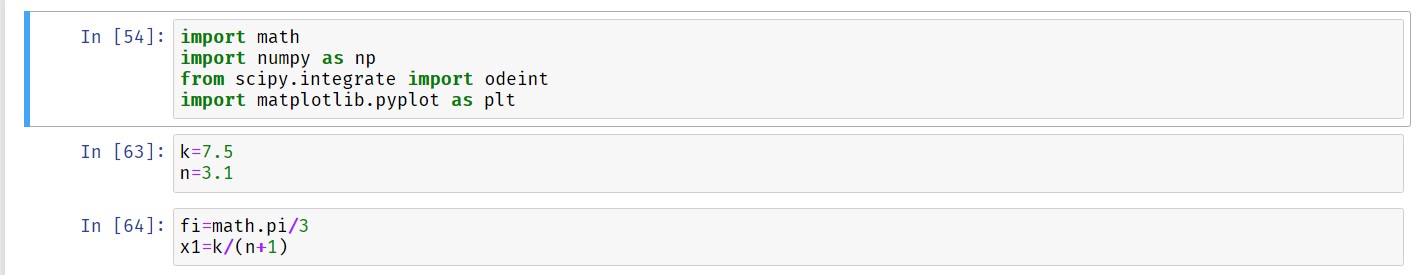 In [54]: import math
import numpy as np
from scipy.integrate import odeint
import matplotlib.pyplot as plt
In [63]: k=7.5
n=3.1
In [64]: fi=math.pi/3
x1=k/(n+1)